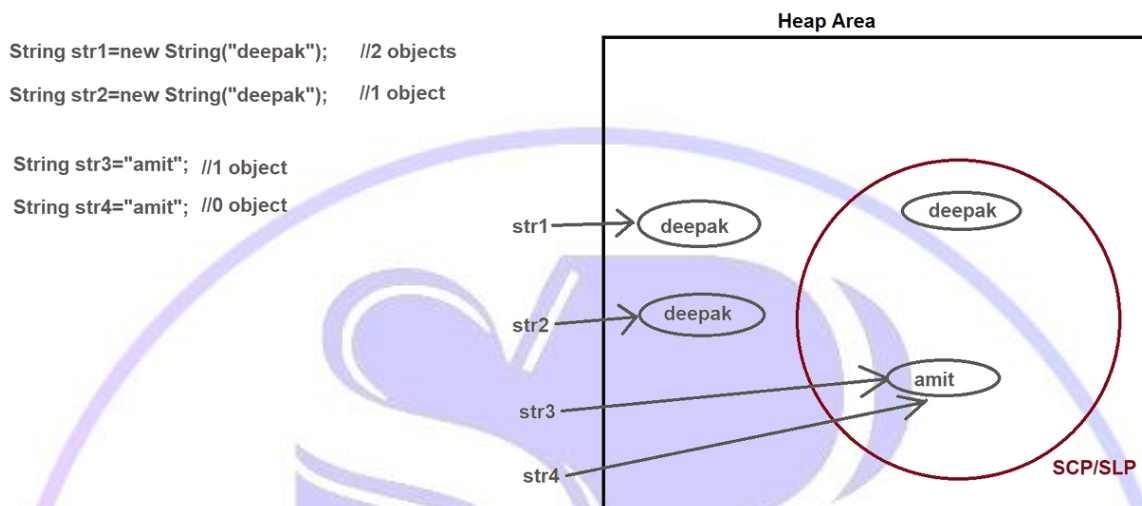 Heap Area
String str1=new String("deepak"); //2 objects
String str2=new String("deepak"); //1 object
String str3="amit"; //1 object
String str4="amit"; //0 object
deepak
str1 deepak
str2 deepak
amit
str3
SCP/SLP
str4